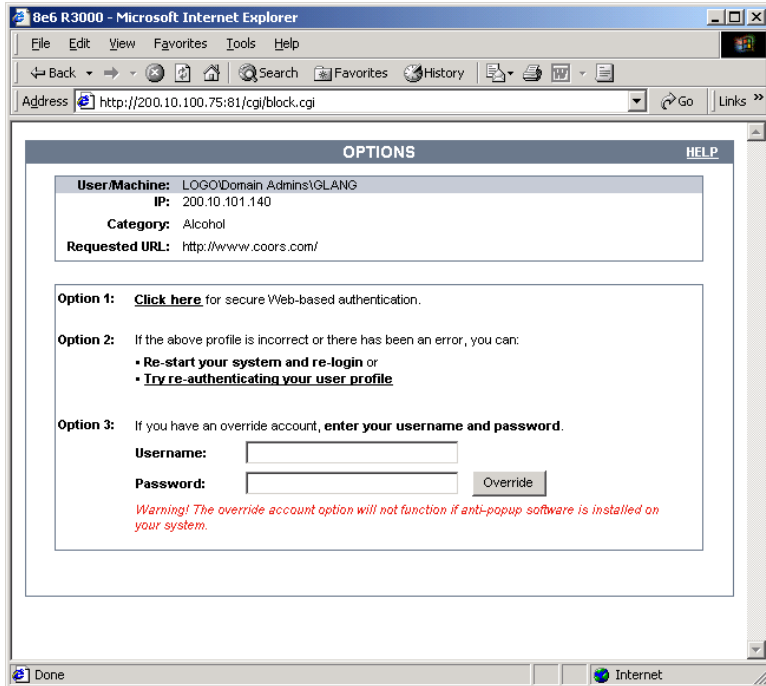 8e6 R3000 - Microsoft Internet Explorer
File Edit View Favorites Tools Help
Back Search Favorites History
Address http://200.10.100.75:81/cgi/block.cgi Go Links »
OPTIONS HELP
User/Machine: LOGO\Domain Admins\GLANG
IP: 200.10.101.140
Category: Alcohol
Requested URL: http://www.coors.com/
Option 1: Click here for secure Web-based authentication.
Option 2: If the above profile is incorrect or there has been an error, you can:
▪ Re-start your system and re-login or
▪ Try re-authenticating your user profile
Option 3: If you have an override account, enter your username and password.
Username:
Password: Override
Warning! The override account option will not function if anti-popup software is installed on
your system.
Done Internet